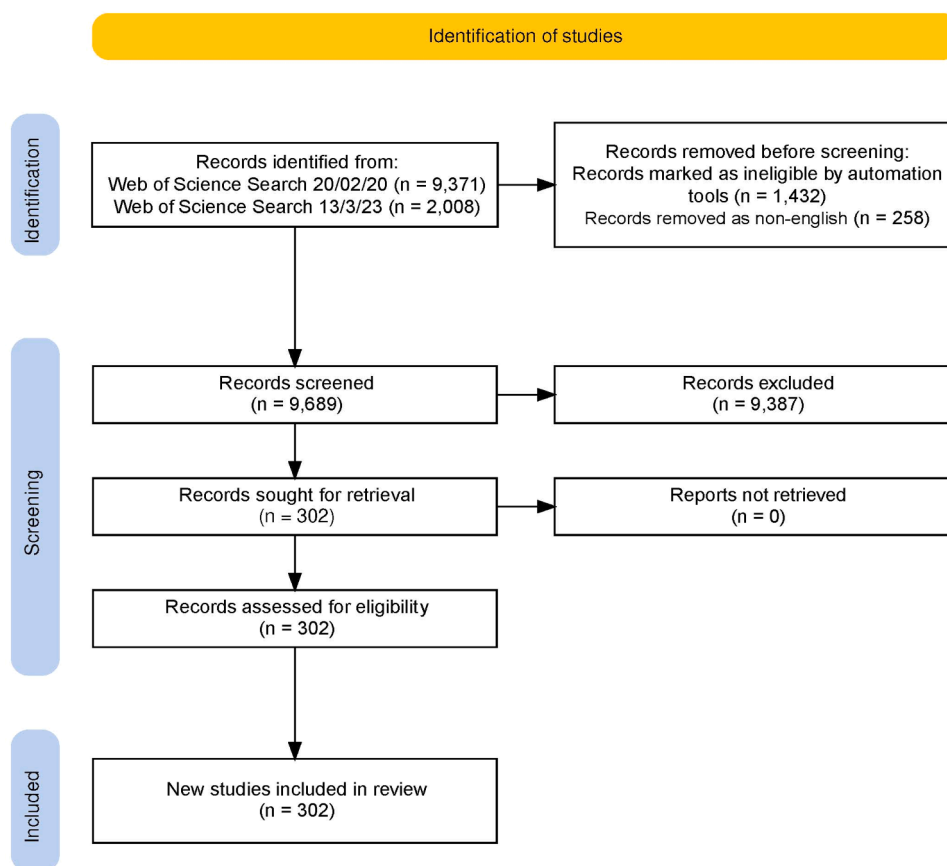 Identification of studies
Identification
Records identified from:
Web of Science Search 20/02/20 (n = 9,371)
Web of Science Search 13/3/23 (n = 2,008)
Records removed before screening:
Records marked as ineligible by automation
tools (n = 1,432)
Records removed as non-english (n = 258)
Screening
Records screened
(n = 9,689)
Records excluded
(n = 9,387)
Records sought for retrieval
(n = 302)
Reports not retrieved
(n = 0)
Records assessed for eligibility
(n = 302)
Included
New studies included in review
(n = 302)